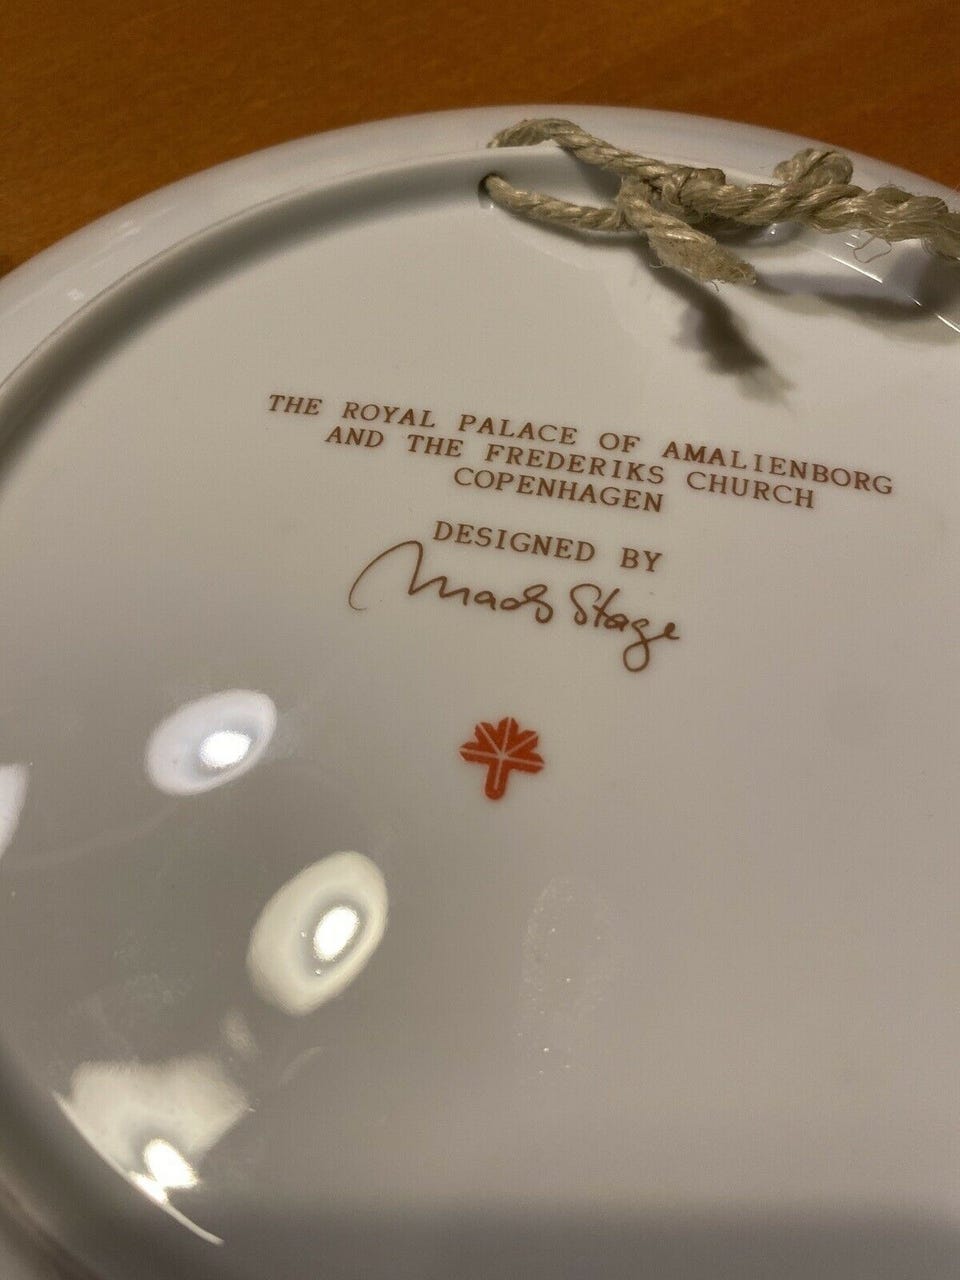 THE ROYAL PALACE OF AMALIENBORG
AND THE FREDERIKS CHURCH
COPENHAGEN
DESIGNED BY
Mads Stage